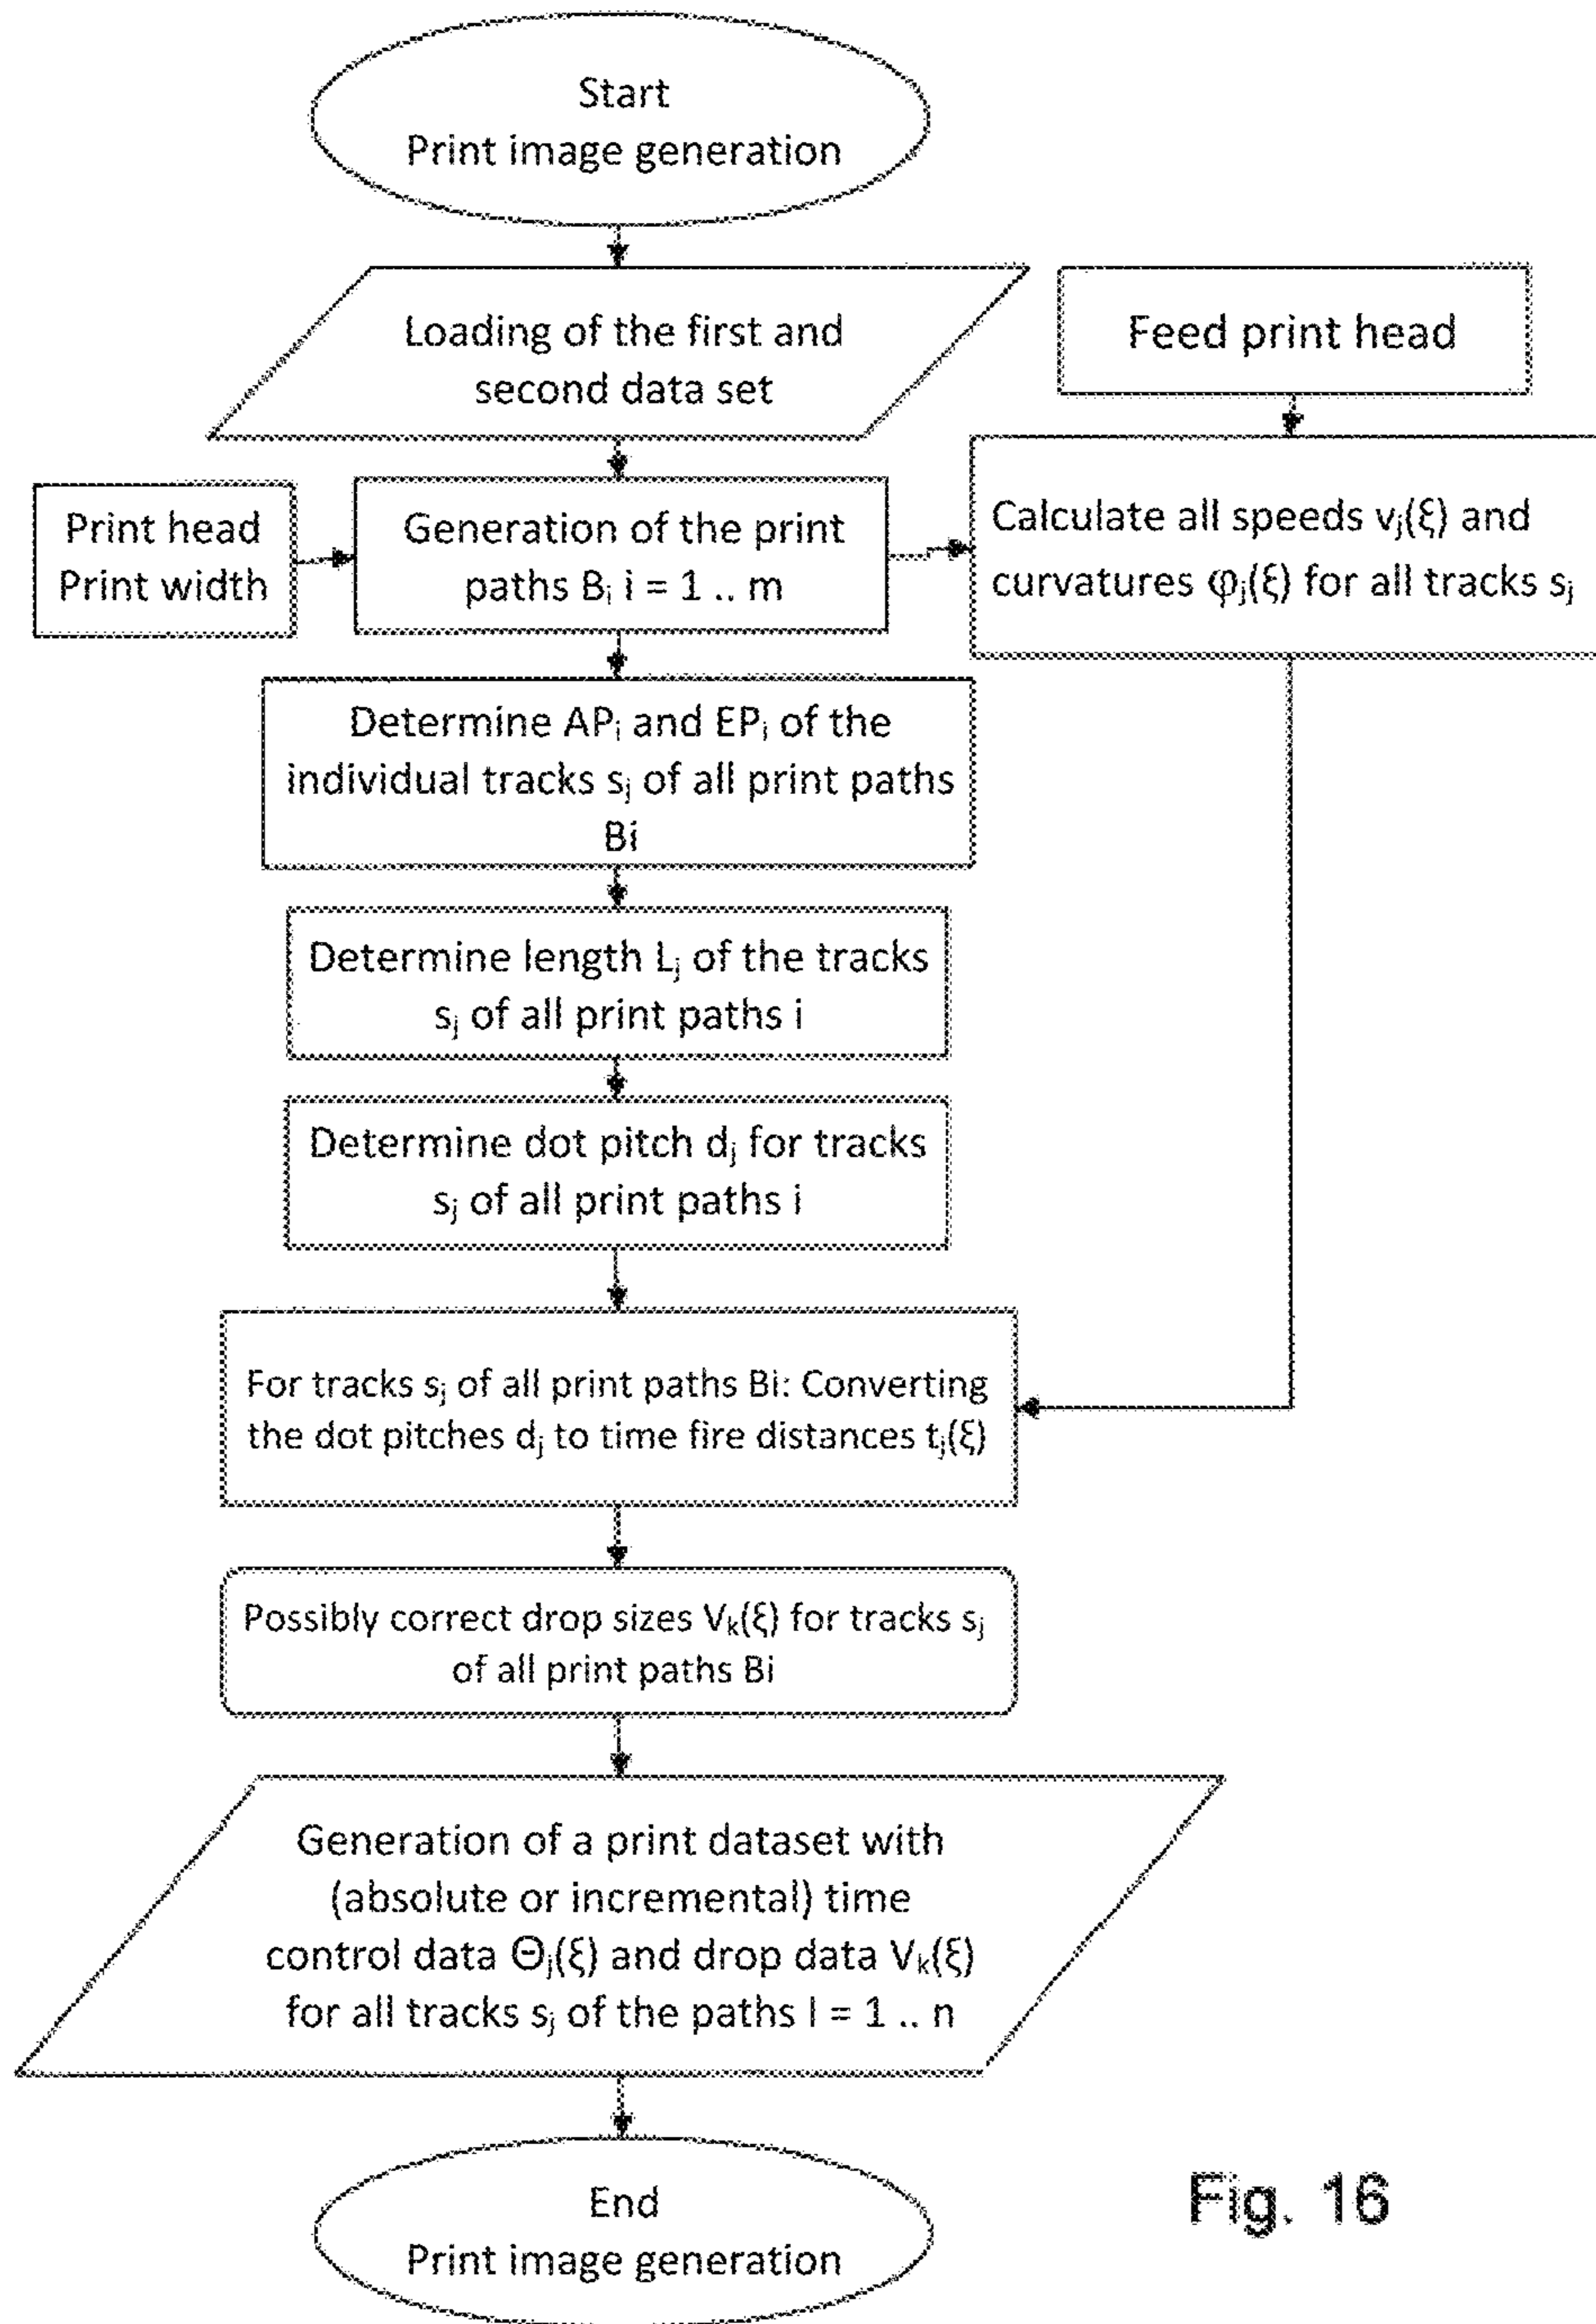 Start
Print image generation
Loading of the first and
second data set
Feed print head
Print head
Print width
Generation of the print
paths Bᵢ i = 1 .. m
Calculate all speeds vⱼ(ξ) and
curvatures φⱼ(ξ) for all tracks sⱼ
Determine APᵢ and EPᵢ of the
individual tracks sⱼ of all print paths
Bi
Determine length Lⱼ of the tracks
sⱼ of all print paths i
Determine dot pitch dⱼ for tracks
sⱼ of all print paths i
For tracks sⱼ of all print paths Bi: Converting
the dot pitches dⱼ to time fire distances tⱼ(ξ)
Possibly correct drop sizes Vₖ(ξ) for tracks sⱼ
of all print paths Bi
Generation of a print dataset with
(absolute or incremental) time
control data Θⱼ(ξ) and drop data Vₖ(ξ)
for all tracks sⱼ of the paths I = 1 .. n
End
Print image generation
Fig. 16